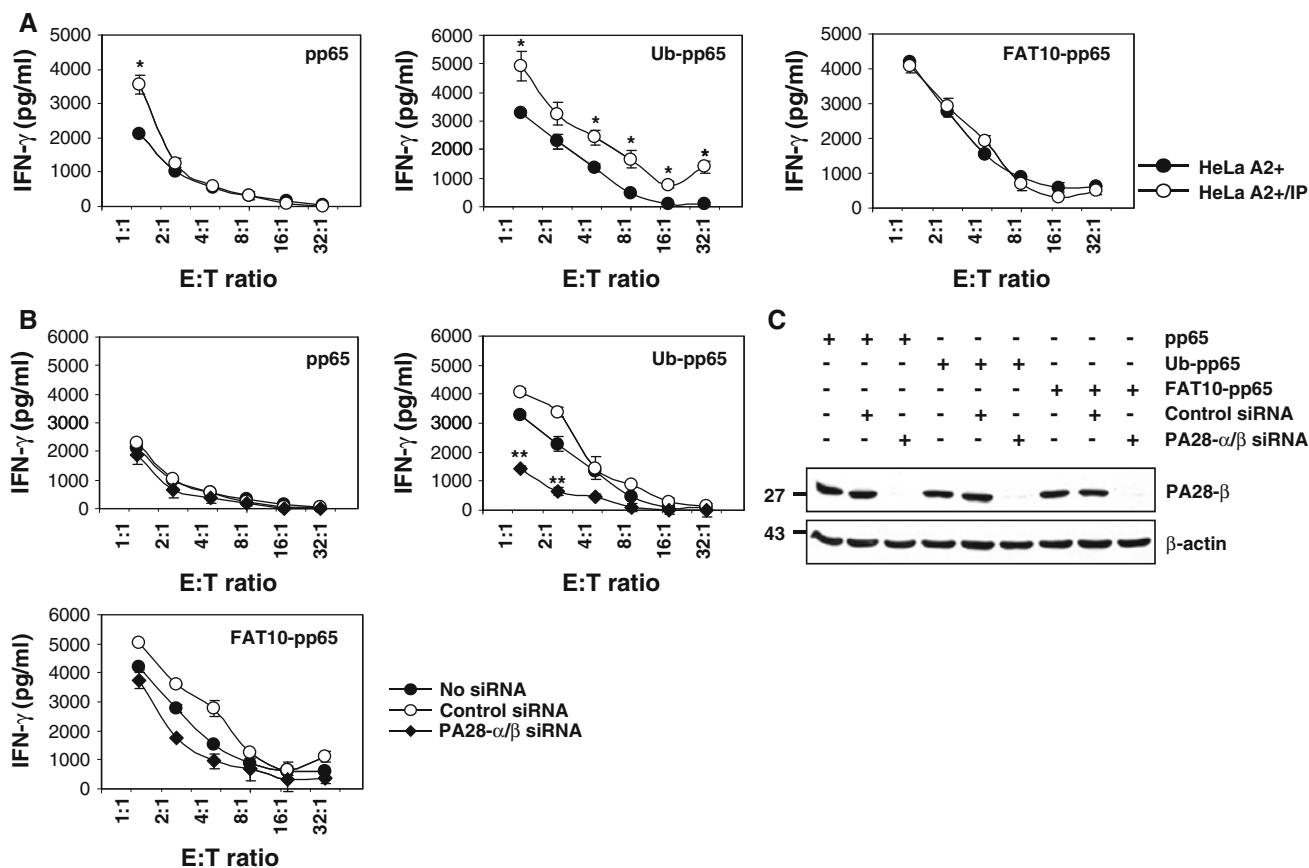 A
pp65
IFN-γ (pg/ml)
5000
4000
3000
2000
1000
0
*
1:1
2:1
4:1
8:1
16:1
32:1
E:T ratio
Ub-pp65
IFN-γ (pg/ml)
6000
5000
4000
3000
2000
1000
0
*
*
*
*
*
1:1
2:1
4:1
8:1
16:1
32:1
E:T ratio
FAT10-pp65
IFN-γ (pg/ml)
5000
4000
3000
2000
1000
0
1:1
2:1
4:1
8:1
16:1
32:1
E:T ratio
HeLa A2+
HeLa A2+/IP
B
pp65
IFN-γ (pg/ml)
6000
5000
4000
3000
2000
1000
0
1:1
2:1
4:1
8:1
16:1
32:1
E:T ratio
Ub-pp65
IFN-γ (pg/ml)
6000
5000
4000
3000
2000
1000
0
**
**
1:1
2:1
4:1
8:1
16:1
32:1
E:T ratio
C
+ + + - - - - - - pp65
- - - + + + - - - Ub-pp65
- - - - - - + + + FAT10-pp65
- + - - + - - + - Control siRNA
- - + - - + - - + PA28-α/β siRNA
27 PA28-β
43 β-actin
FAT10-pp65
IFN-γ (pg/ml)
6000
5000
4000
3000
2000
1000
0
1:1
2:1
4:1
8:1
16:1
32:1
E:T ratio
No siRNA
Control siRNA
PA28-α/β siRNA